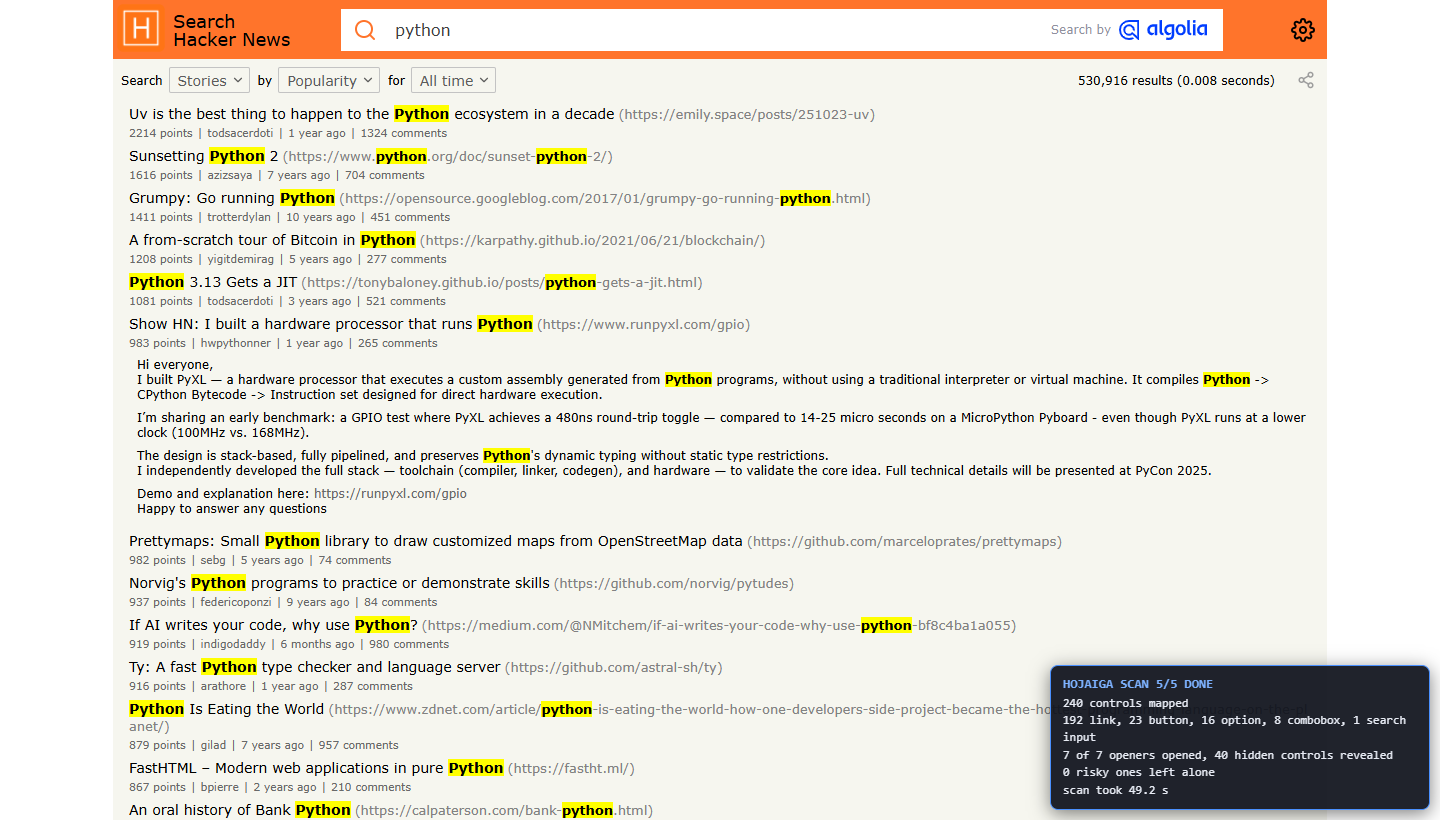 H
Search
Hacker News
python
Search by algolia
Search Stories by Popularity for All time
530,916 results (0.008 seconds)
Uv is the best thing to happen to the Python ecosystem in a decade (https://emily.space/posts/251023-uv)
2214 points | todsacerdoti | 1 year ago | 1324 comments
Sunsetting Python 2 (https://www.python.org/doc/sunset-python-2/)
1616 points | azizsaya | 7 years ago | 704 comments
Grumpy: Go running Python (https://opensource.googleblog.com/2017/01/grumpy-go-running-python.html)
1411 points | trotterdylan | 10 years ago | 451 comments
A from-scratch tour of Bitcoin in Python (https://karpathy.github.io/2021/06/21/blockchain/)
1208 points | yigitdemirag | 5 years ago | 277 comments
Python 3.13 Gets a JIT (https://tonybaloney.github.io/posts/python-gets-a-jit.html)
1081 points | todsacerdoti | 3 years ago | 521 comments
Show HN: I built a hardware processor that runs Python (https://www.runpyxl.com/gpio)
983 points | hwpythonner | 1 year ago | 265 comments
Hi everyone,
I built PyXL — a hardware processor that executes a custom assembly generated from Python programs, without using a traditional interpreter or virtual machine. It compiles Python ->
CPython Bytecode -> Instruction set designed for direct hardware execution.
I’m sharing an early benchmark: a GPIO test where PyXL achieves a 480ns round-trip toggle — compared to 14-25 micro seconds on a MicroPython Pyboard - even though PyXL runs at a lower
clock (100MHz vs. 168MHz).
The design is stack-based, fully pipelined, and preserves Python's dynamic typing without static type restrictions.
I independently developed the full stack — toolchain (compiler, linker, codegen), and hardware — to validate the core idea. Full technical details will be presented at PyCon 2025.
Demo and explanation here: https://runpyxl.com/gpio
Happy to answer any questions
Prettymaps: Small Python library to draw customized maps from OpenStreetMap data (https://github.com/marceloprates/prettymaps)
982 points | sebg | 5 years ago | 74 comments
Norvig's Python programs to practice or demonstrate skills (https://github.com/norvig/pytudes)
937 points | federicoponzi | 9 years ago | 84 comments
If AI writes your code, why use Python? (https://medium.com/@NMitchem/if-ai-writes-your-code-why-use-python-bf8c4ba1a055)
919 points | indigodaddy | 6 months ago | 980 comments
Ty: A fast Python type checker and language server (https://github.com/astral-sh/ty)
916 points | arathore | 1 year ago | 287 comments
Python Is Eating the World (https://www.zdnet.com/article/python-is-eating-the-world-how-one-developers-side-project-became-the-ho
anet/)
879 points | gilad | 7 years ago | 957 comments
FastHTML – Modern web applications in pure Python (https://fastht.ml/)
867 points | bpierre | 2 years ago | 210 comments
An oral history of Bank Python (https://calpaterson.com/bank-python.html)
HOJAIGA SCAN 5/5 DONE
240 controls mapped
192 link, 23 button, 16 option, 8 combobox, 1 search
input
7 of 7 openers opened, 40 hidden controls revealed
0 risky ones left alone
scan took 49.2 s